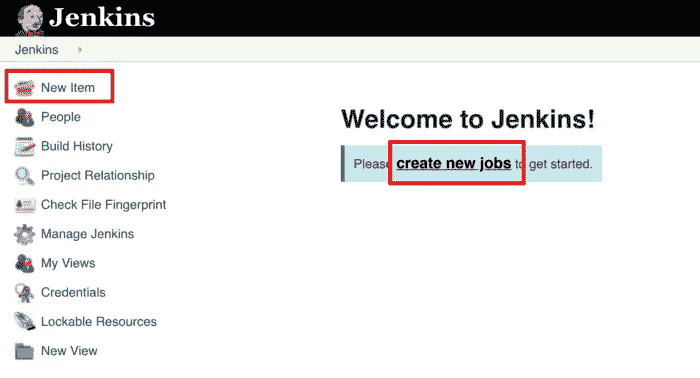 Jenkins
Jenkins
New Item
People
Build History
Project Relationship
Check File Fingerprint
Manage Jenkins
My Views
Credentials
Lockable Resources
New View
Welcome to Jenkins!
Please create new jobs to get started.